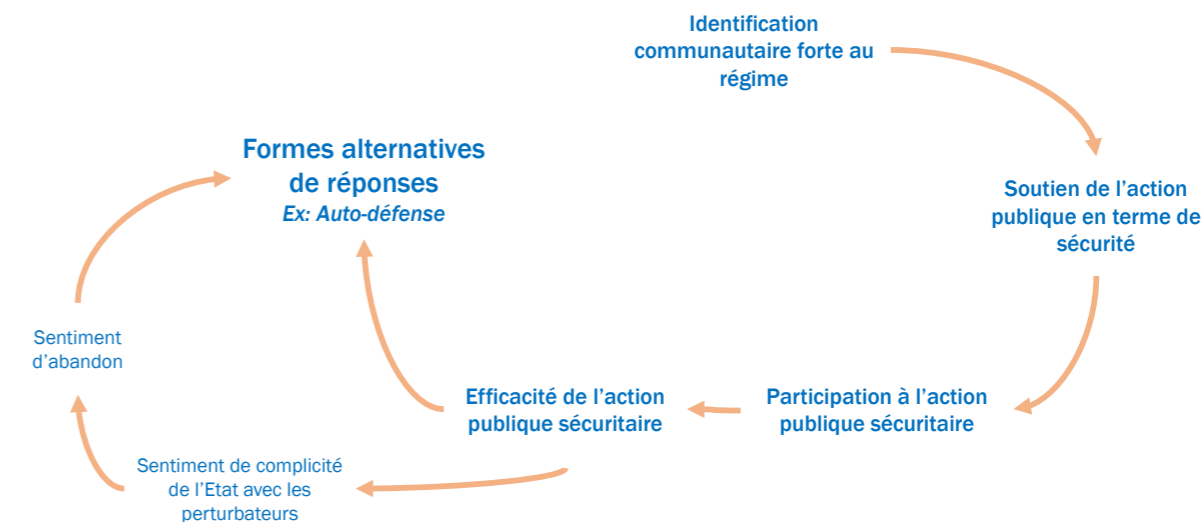 Identification
communautaire forte au
régime
Formes alternatives
de réponses
Ex: Auto-défense
Soutien de l'action
publique en terme de
sécurité
Sentiment
d'abandon
Efficacité de l'action
publique sécuritaire
Participation à l'action
publique sécuritaire
Sentiment de complicité
de l'Etat avec les
perturbateurs